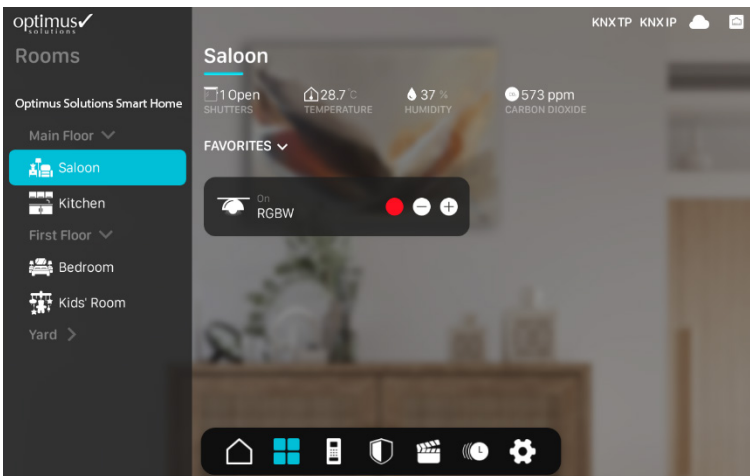 optimus
solutions
KNX TP KNX IP
Rooms
Optimus Solutions Smart Home
Main Floor
Saloon
Kitchen
First Floor
Bedroom
Kids' Room
Yard
Saloon
1 Open
SHUTTERS
28.7 °C
TEMPERATURE
37 %
HUMIDITY
573 ppm
CARBON DIOXIDE
FAVORITES
On
RGBW